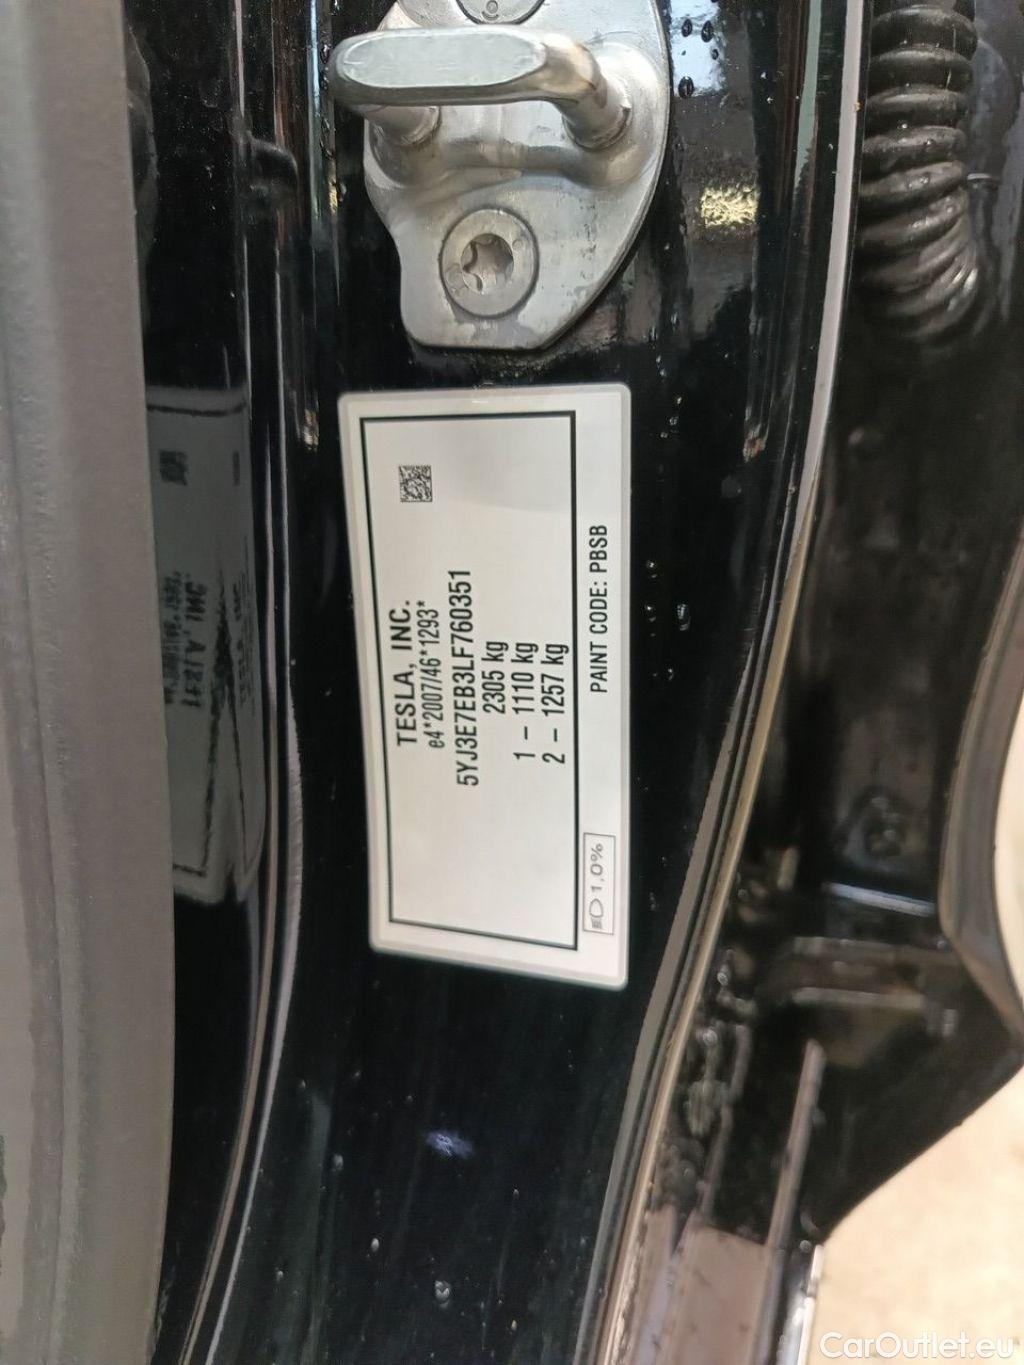 TESLA, INC.
e4*2007/46*1293*
5YJ3E7EB3LF760351
2305 kg
1 – 1110 kg
2 – 1257 kg
1,0%
PAINT CODE: PBSB
CarOutlet.eu